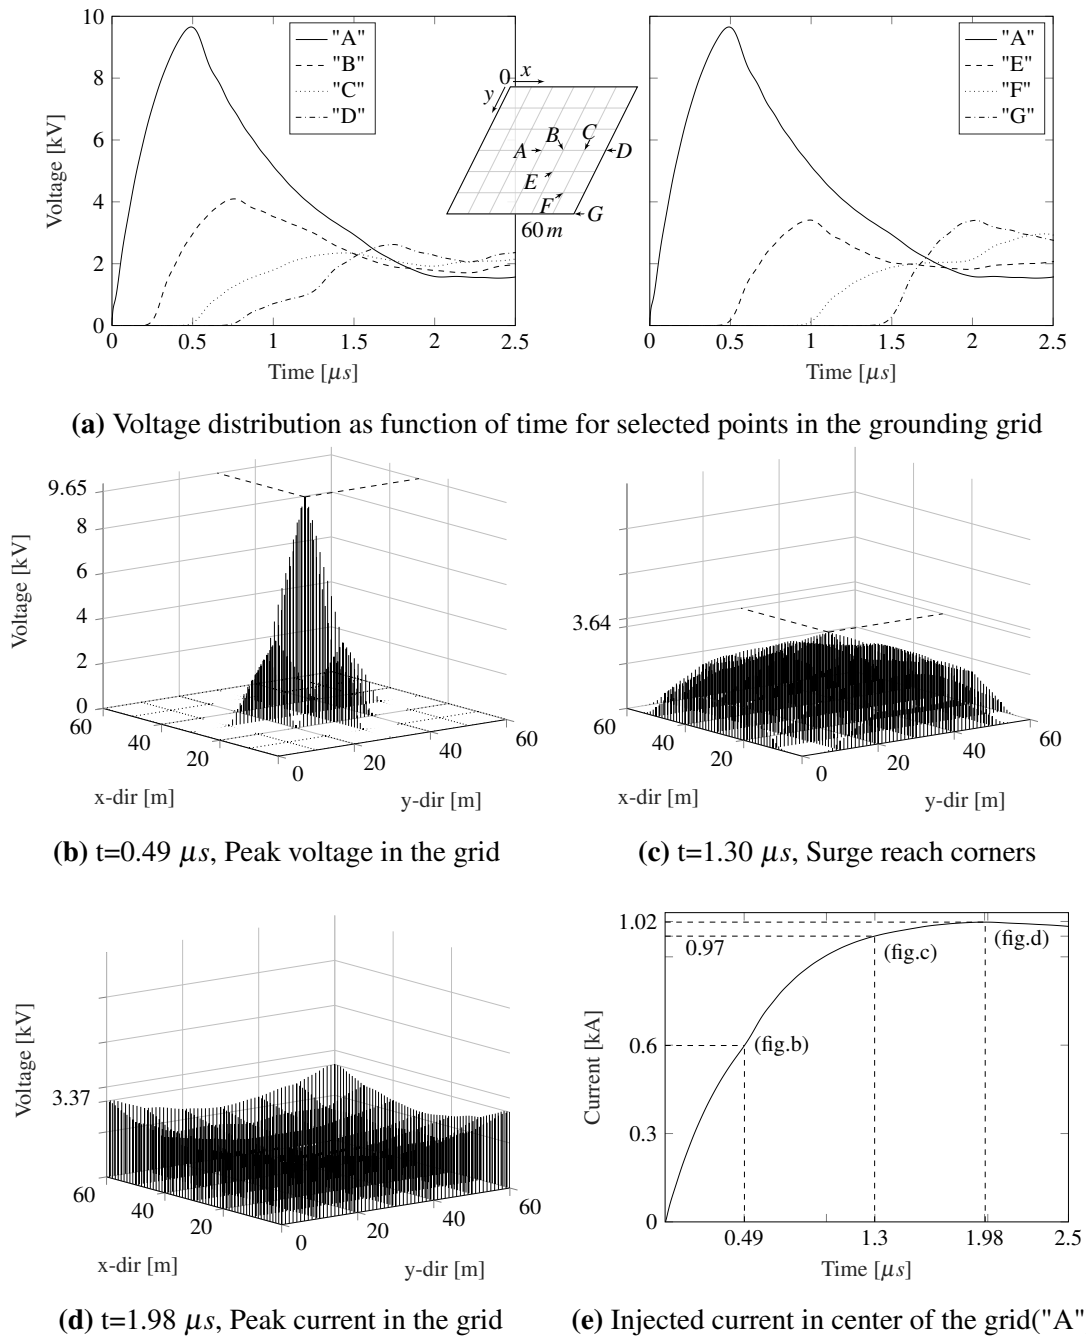 10
8
6
4
2
0
Voltage [kV]
"A"
"B"
"C"
"D"
0 0.5 1 1.5 2 2.5
Time [μs]
0 x
y
A B C D
E
F G
60 m
"A"
"E"
"F"
"G"
0 0.5 1 1.5 2 2.5
Time [μs]
(a) Voltage distribution as function of time for selected points in the grounding grid
9.65
8
6
4
2
0
Voltage [kV]
60 40 20
0 20 40 60
x-dir [m] y-dir [m]
3.64
60 40 20
0 20 40 60
x-dir [m] y-dir [m]
(b) t=0.49 μs, Peak voltage in the grid
(c) t=1.30 μs, Surge reach corners
3.37
Voltage [kV]
60 40 20
0 20 40 60
x-dir [m] y-dir [m]
1.02
0.97
0.6
0.3
0
Current [kA]
(fig.b)
(fig.c)
(fig.d)
0.49 1.3 1.98 2.5
Time [μs]
(d) t=1.98 μs, Peak current in the grid
(e) Injected current in center of the grid("A"